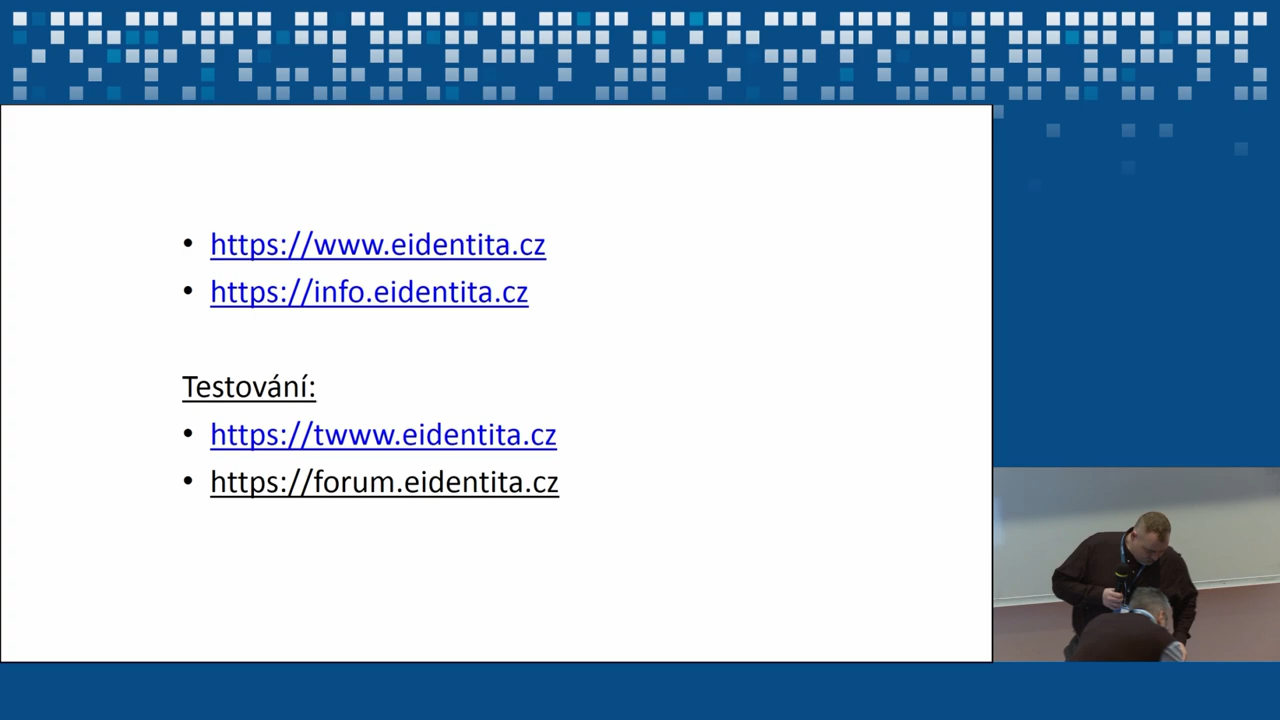 • https://www.eidentita.cz
• https://info.eidentita.cz
Testování:
• https://twww.eidentita.cz
• https://forum.eidentita.cz